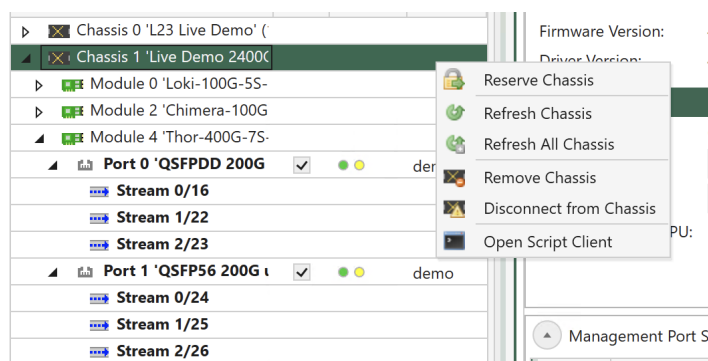 Chassis 0 'L23 Live Demo' (
Firmware Version:
Chassis 1 'Live Demo 2400(
Driver Version:
Module 0 'Loki-100G-5S-
Reserve Chassis
Module 2 'Chimera-100G
Refresh Chassis
Module 4 'Thor-400G-7S-
Refresh All Chassis
Port 0 'QSFPDD 200G
Remove Chassis
Stream 0/16
Disconnect from Chassis
Stream 1/22
PU:
Stream 2/23
Open Script Client
Port 1 'QSFP56 200G
demo
Stream 0/24
Stream 1/25
Management Port S
Stream 2/26